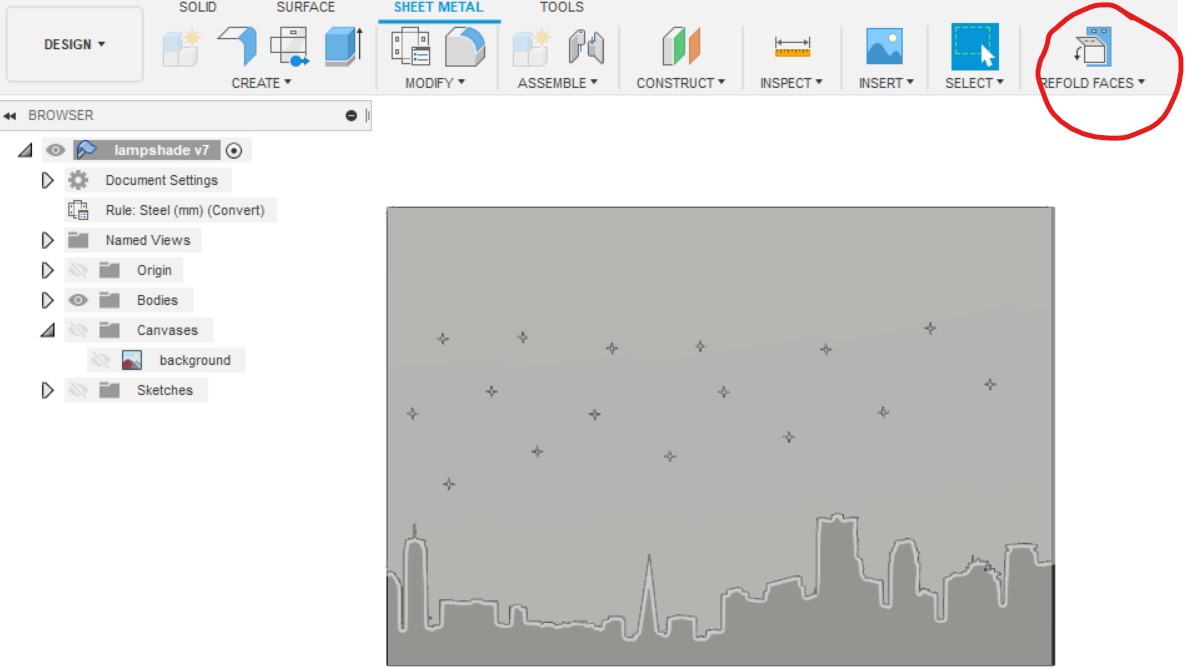 SOLID SURFACE SHEET METAL TOOLS
DESIGN
CREATE MODIFY ASSEMBLE CONSTRUCT INSPECT INSERT SELECT REFOLD FACES
BROWSER
lampshade v7
Document Settings
Rule: Steel (mm) (Convert)
Named Views
Origin
Bodies
Canvases
background
Sketches